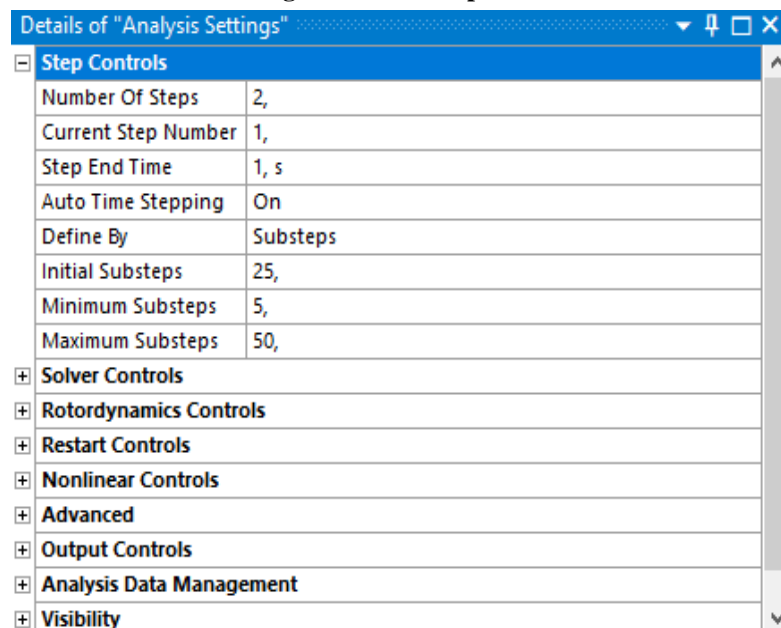 Details of "Analysis Settings"
Step Controls
Number Of Steps 2,
Current Step Number 1,
Step End Time 1, s
Auto Time Stepping On
Define By Substeps
Initial Substeps 25,
Minimum Substeps 5,
Maximum Substeps 50,
Solver Controls
Rotordynamics Controls
Restart Controls
Nonlinear Controls
Advanced
Output Controls
Analysis Data Management
Visibility